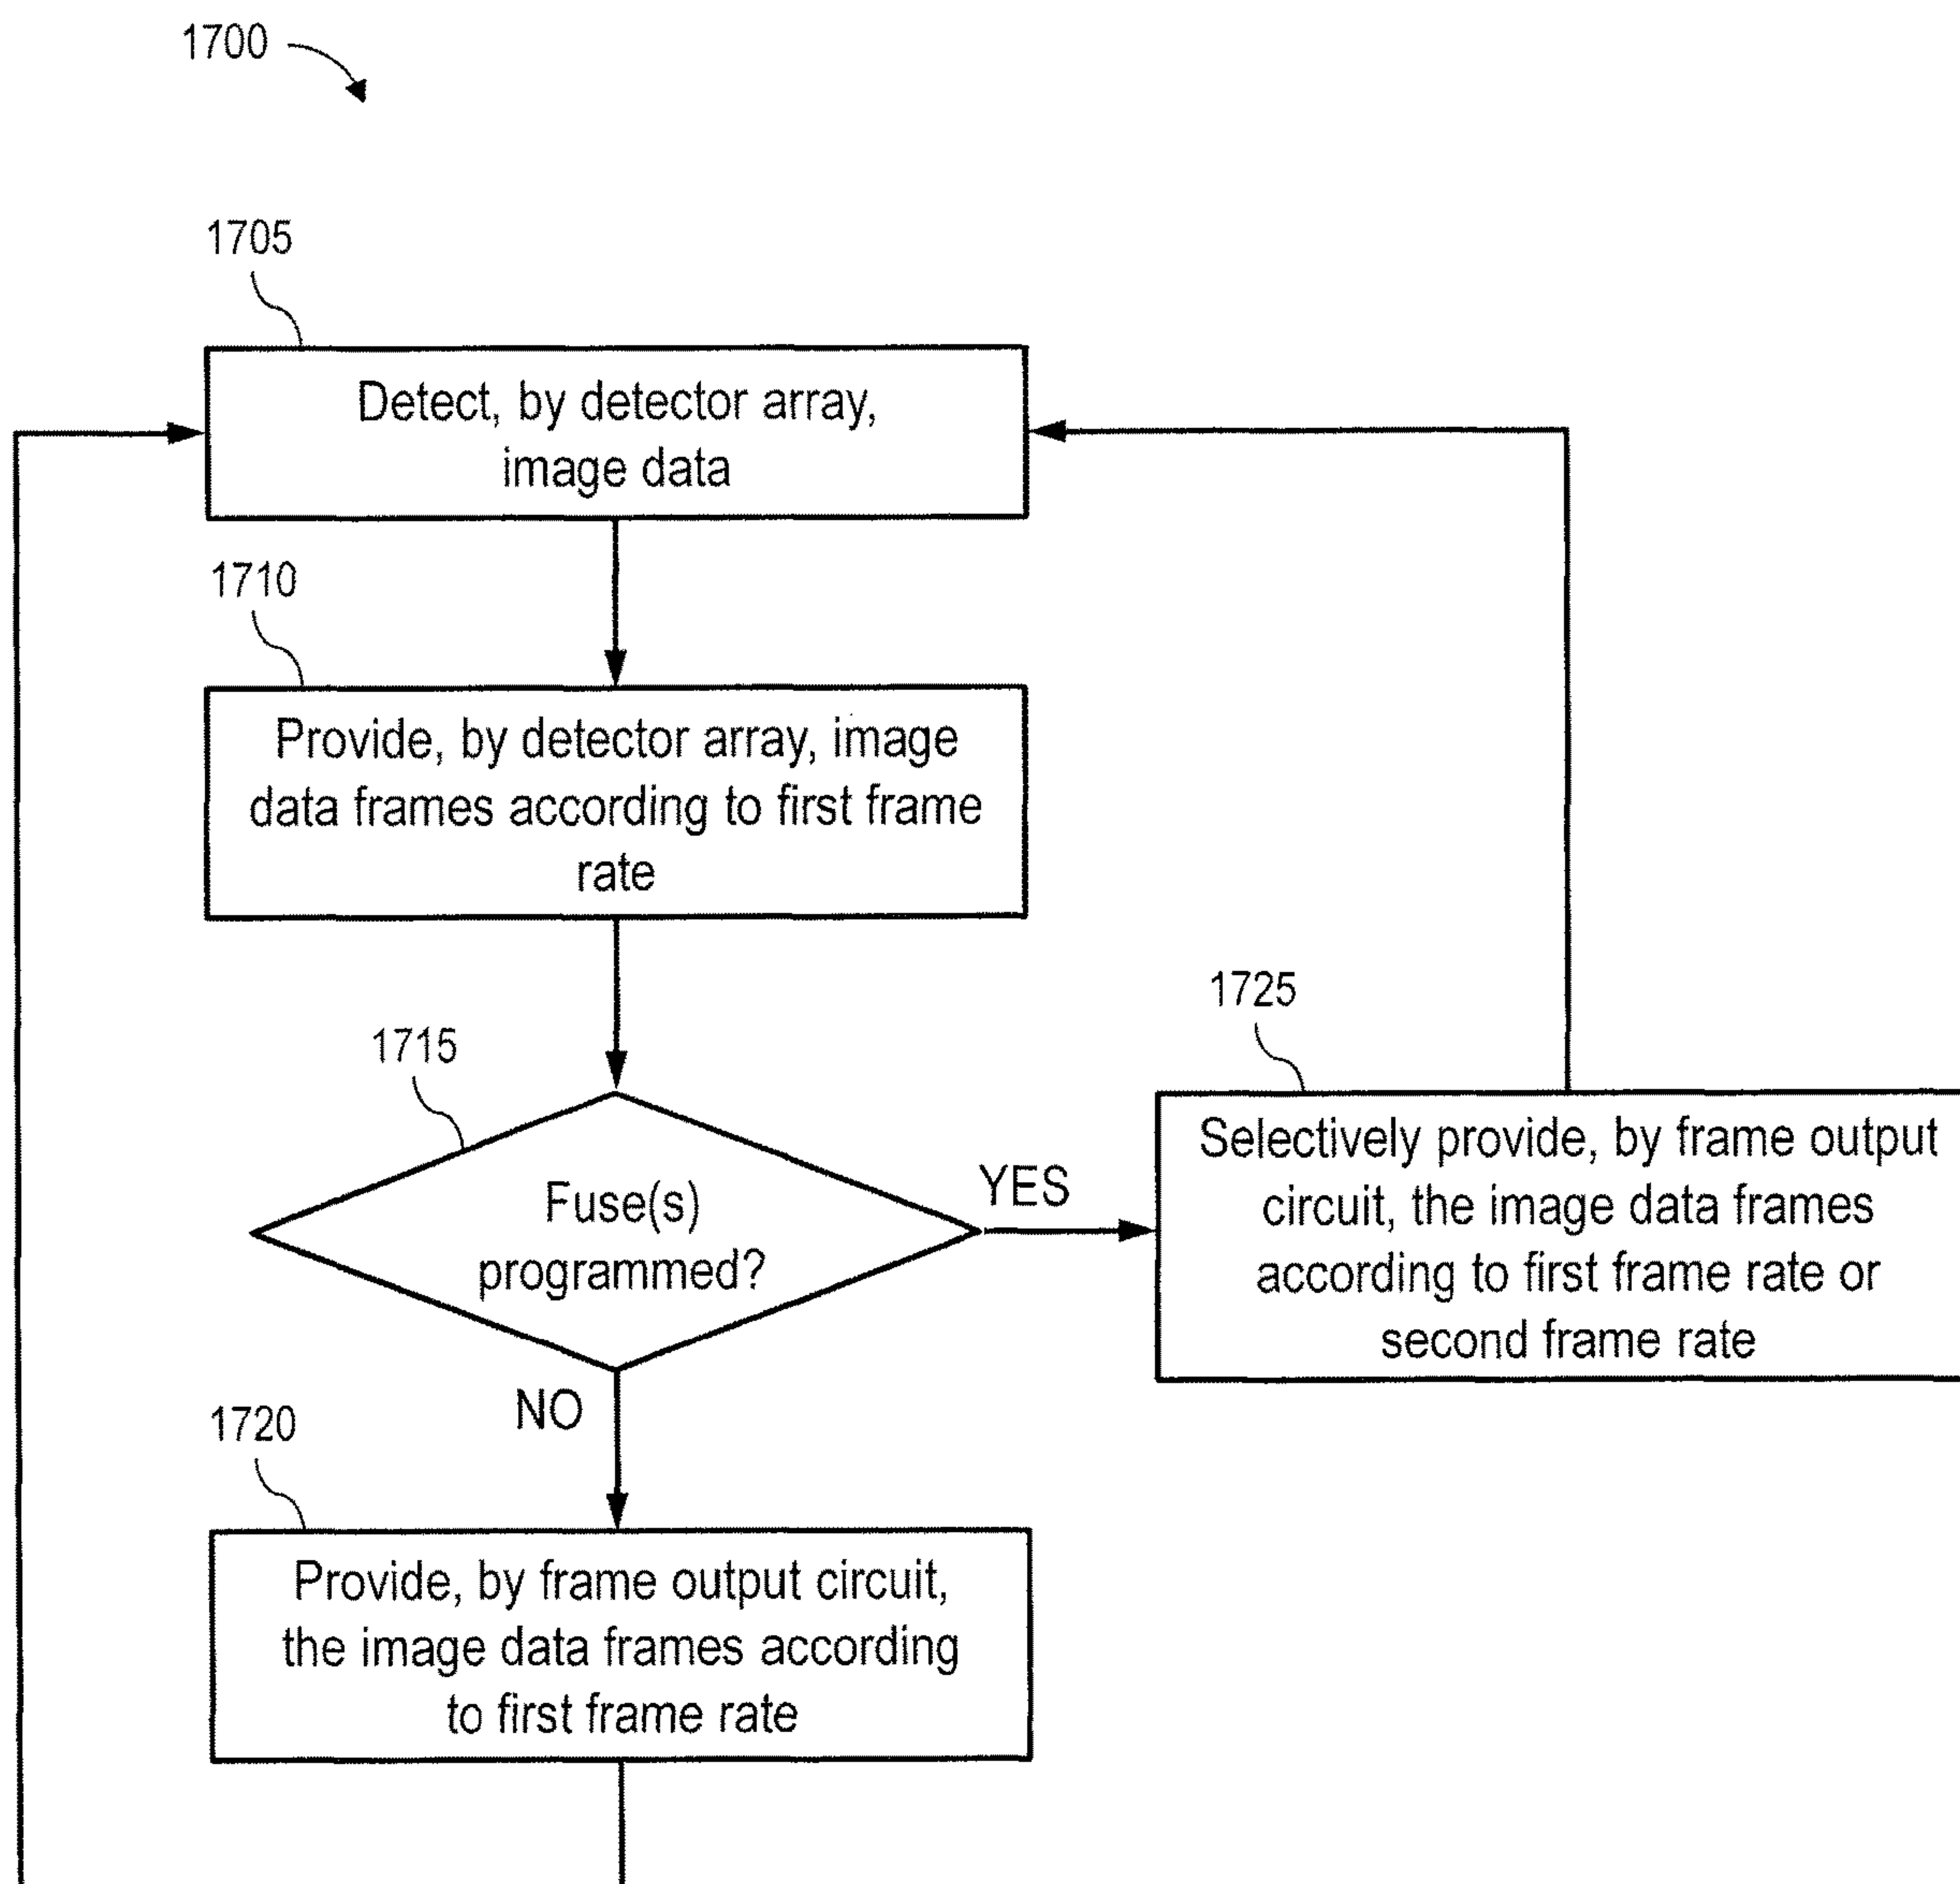 1700
1705
Detect, by detector array,
image data
1710
Provide, by detector array, image
data frames according to first frame
rate
1715
Fuse(s)
programmed?
YES
1725
Selectively provide, by frame output
circuit, the image data frames
according to first frame rate or
second frame rate
NO
1720
Provide, by frame output circuit,
the image data frames according
to first frame rate